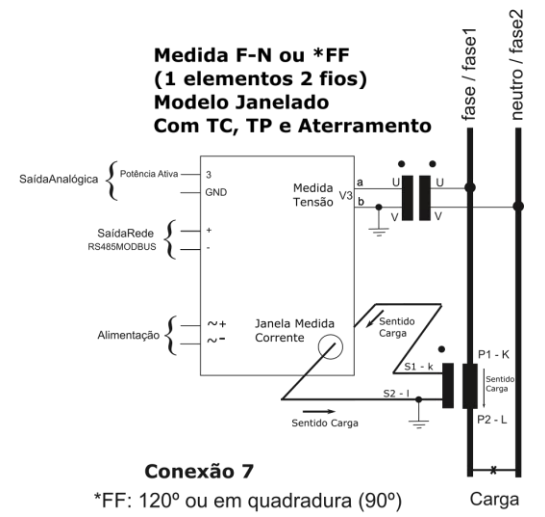 Medida F-N ou *FF
(1 elementos 2 fios)
Modelo Janelado
Com TC, TP e Aterramento
fase / fase1
neutro / fase2
SaídaAnalógica
Potência Ativa
3
GND
Medida
Tensão
V3
a
b
U
U
V
V
SaídaRede
RS485MODBUS
+
-
Alimentação
~+
~-
Janela Medida
Corrente
Sentido
Carga
S1 - k
S2 - l
Sentido Carga
P1 - K
Sentido
Carga
P2 - L
Conexão 7
*FF: 120º ou em quadradura (90º)
Carga